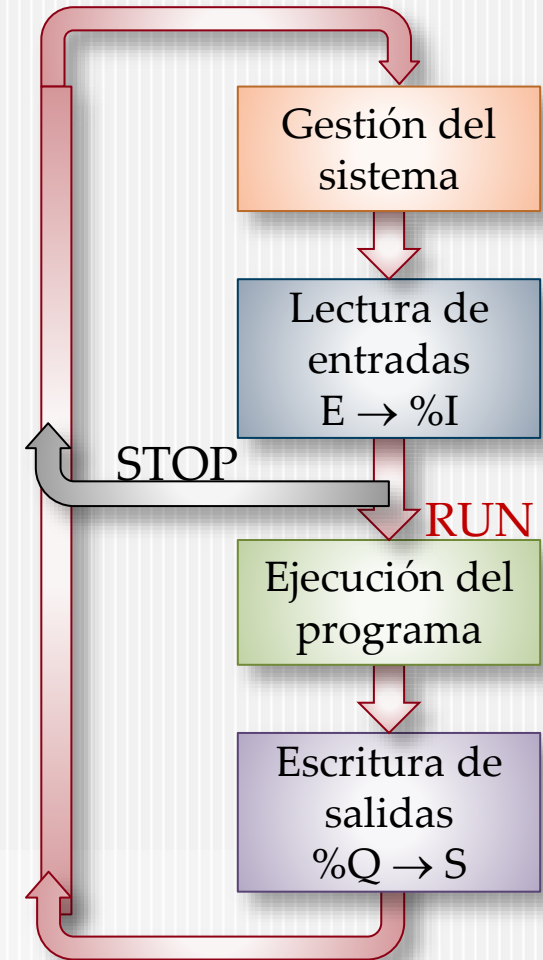 Gestión del
sistema
Lectura de
entradas
E → %I
STOP
RUN
Ejecución del
programa
Escritura de
salidas
%Q → S